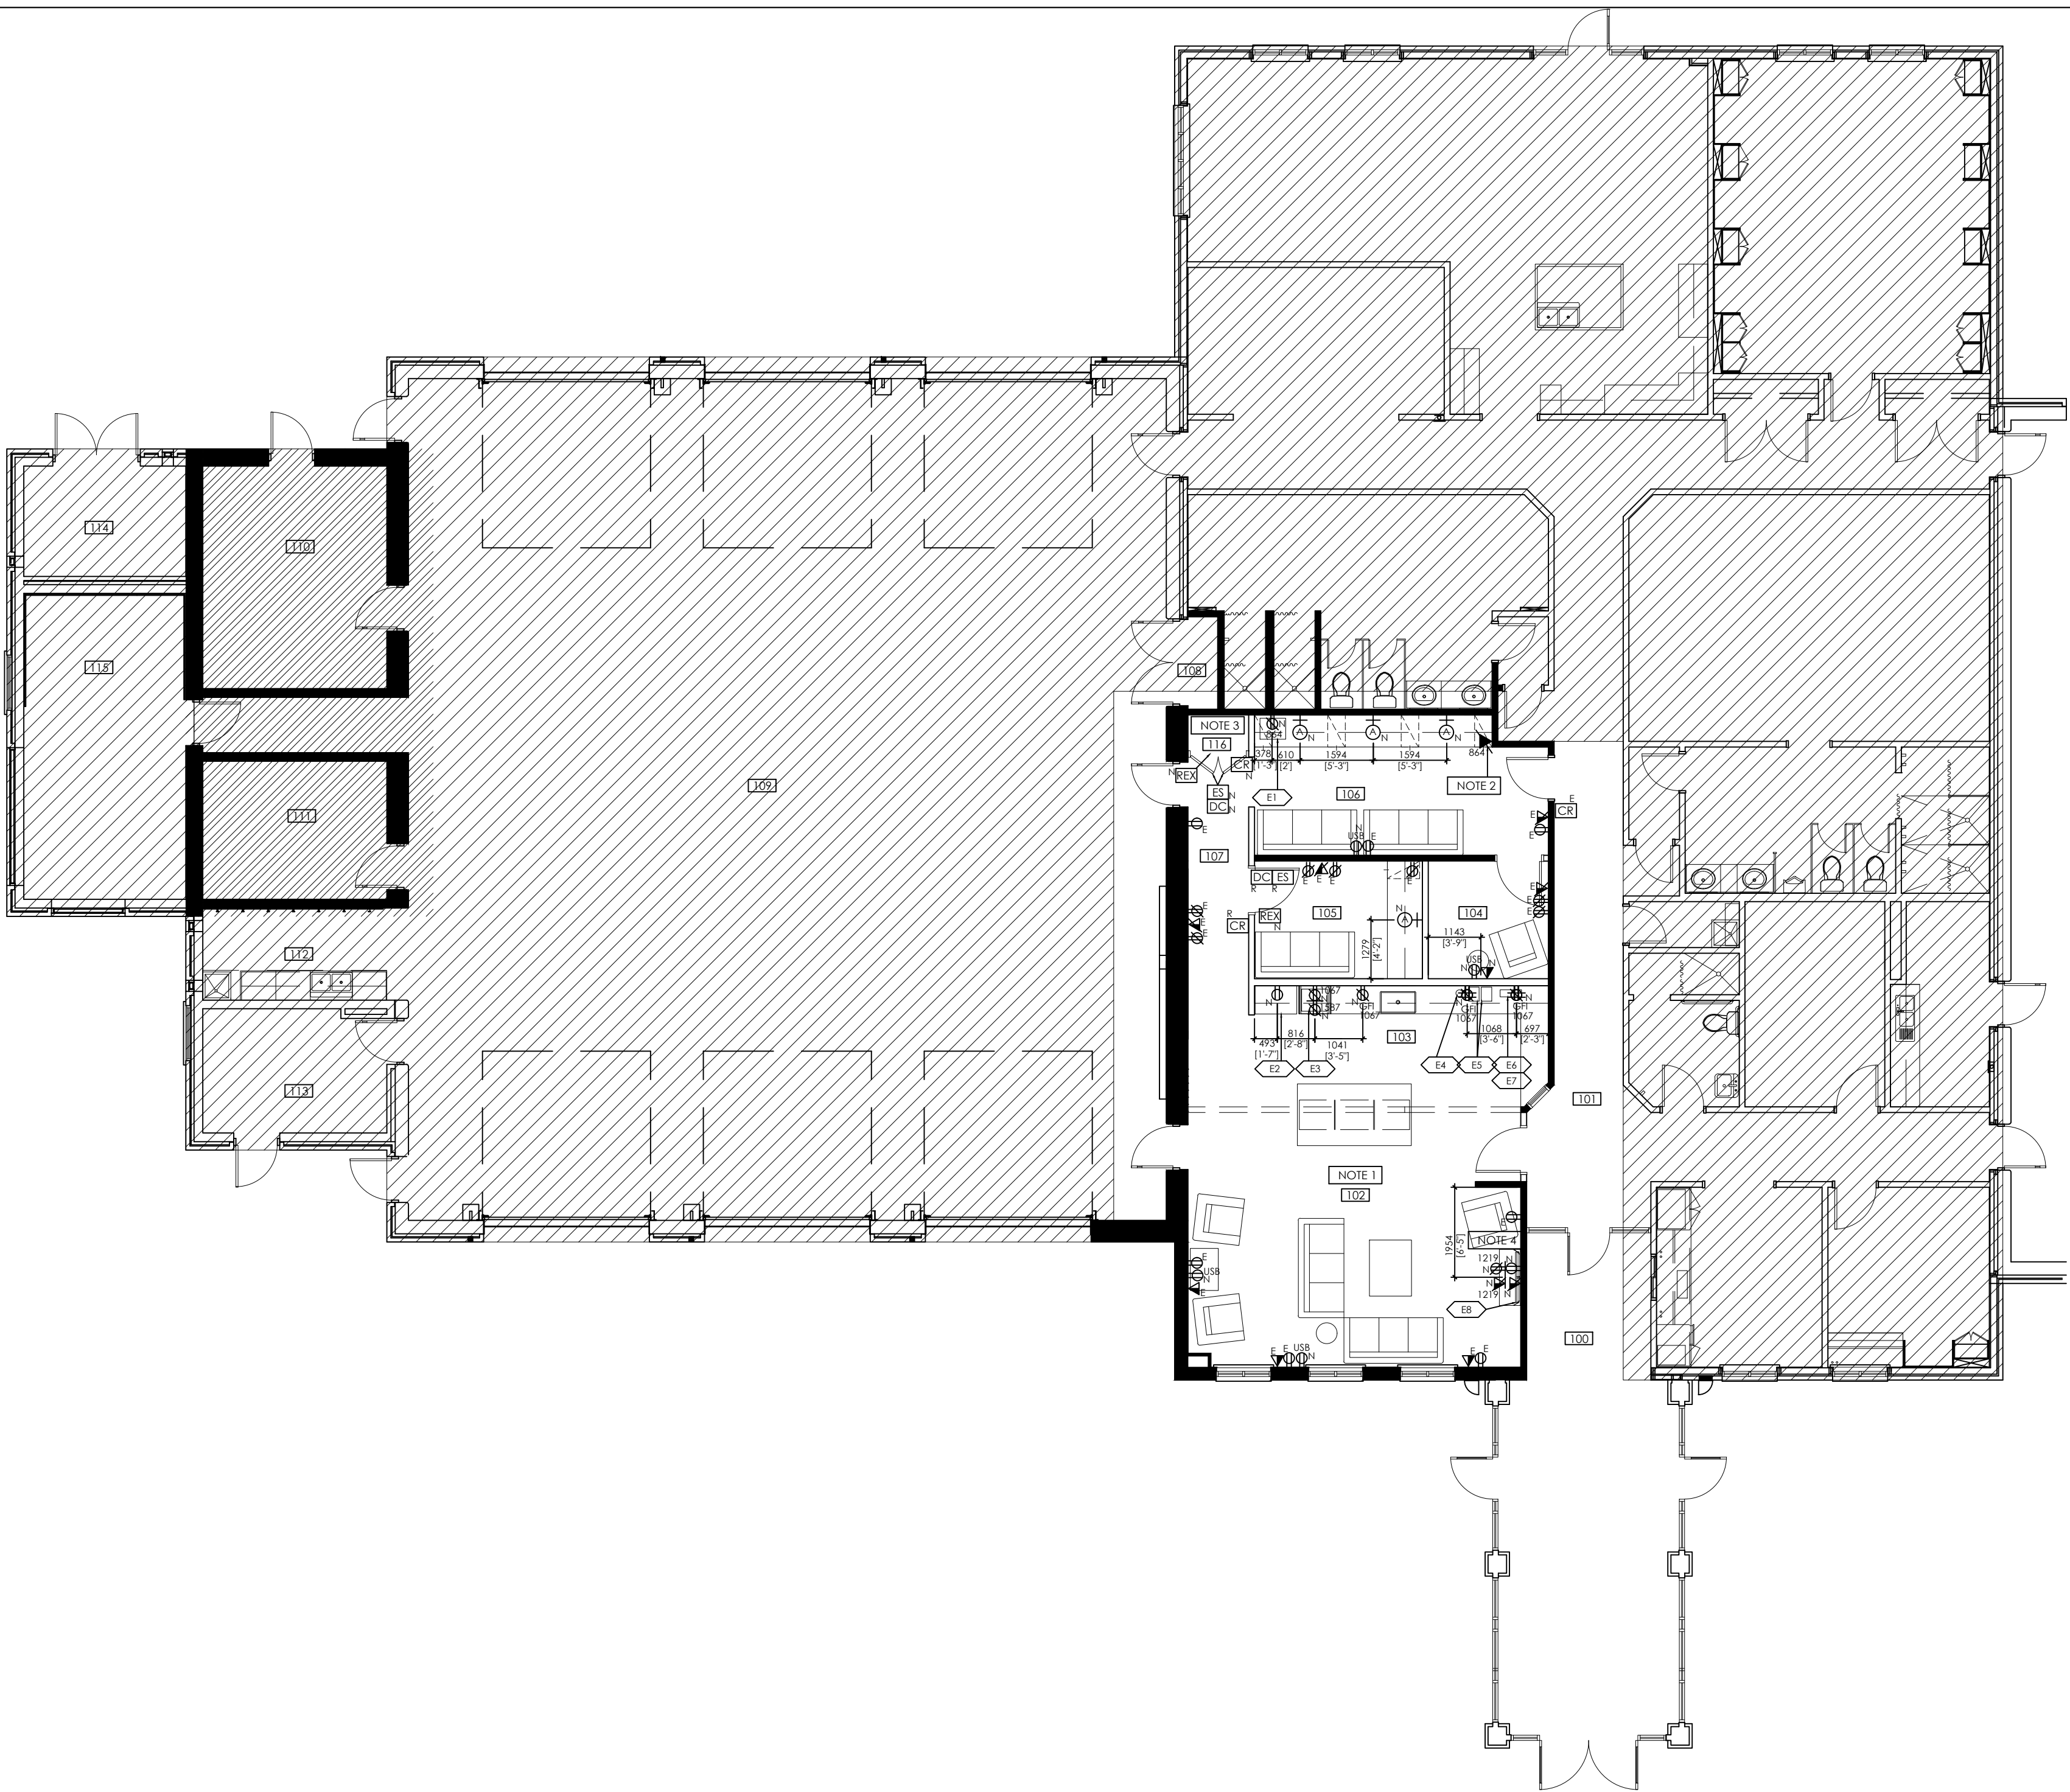 114
110
115
108
NOTE 3
116
N
864
A
N
A
N
A
N
864
378
[1'-3"]
610
[2']
1594
[5'-3"]
1594
[5'-3"]
REX
N
CR
N
NOTE 2
ES
N
DC
N
E1
106
109
E
CR
E
E
111
E
N
USB
E
107
DC
ES
R
R
E
E
E
E
E
E
E
R
CR
REX
N
105
N
A
104
E
E
E
E
1143
[3'-9"]
1279
[4'-2"]
112
USB
N
N
N
1067
N
1537
N
N
GFI
1067
N
GFI
1067
N
GFI
1067
493
[1'-7"]
816
[2'-8"]
1041
[3'-5"]
103
1068
[3'-6"]
697
[2'-3"]
E2
E3
E4
E5
E6
E7
113
101
NOTE 1
102
E
1954
[6'-5"]
NOTE 4
E
USB
N
E
1219
N
N
N
1219
N
E8
100
E
E
USB
N
E
E